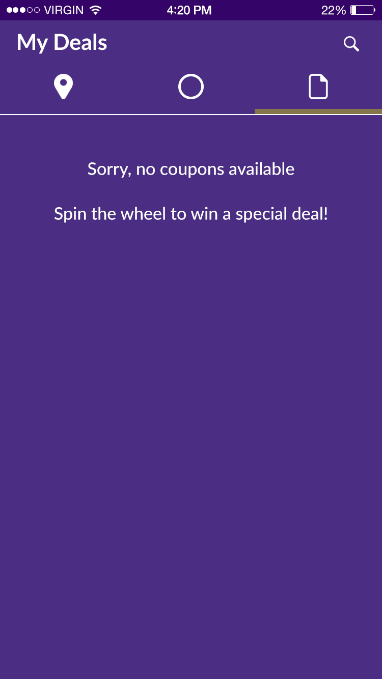 VIRGIN 4:20 PM 22%
My Deals
Sorry, no coupons available
Spin the wheel to win a special deal!